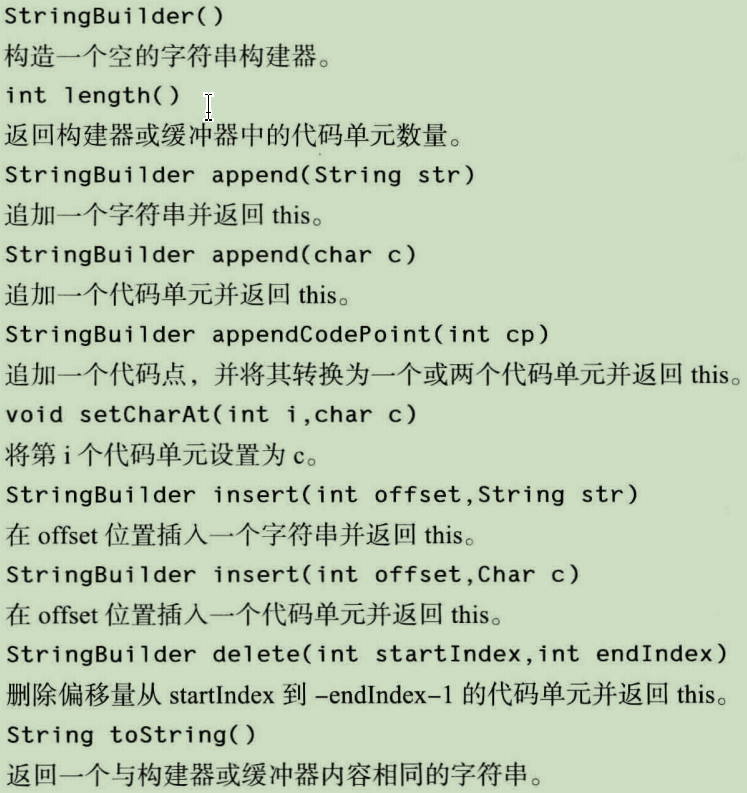 StringBuilder()
构造一个空的字符串构建器。
int length()
返回构建器或缓冲器中的代码单元数量。
StringBuilder append(String str)
追加一个字符串并返回 this。
StringBuilder append(char c)
追加一个代码单元并返回 this。
StringBuilder appendCodePoint(int cp)
追加一个代码点，并将其转换为一个或两个代码单元并返回 this。
void setCharAt(int i,char c)
将第 i 个代码单元设置为 c。
StringBuilder insert(int offset,String str)
在 offset 位置插入一个字符串并返回 this。
StringBuilder insert(int offset,Char c)
在 offset 位置插入一个代码单元并返回 this。
StringBuilder delete(int startIndex,int endIndex)
删除偏移量从 startIndex 到 –endIndex–1 的代码单元并返回 this。
String toString()
返回一个与构建器或缓冲器内容相同的字符串。